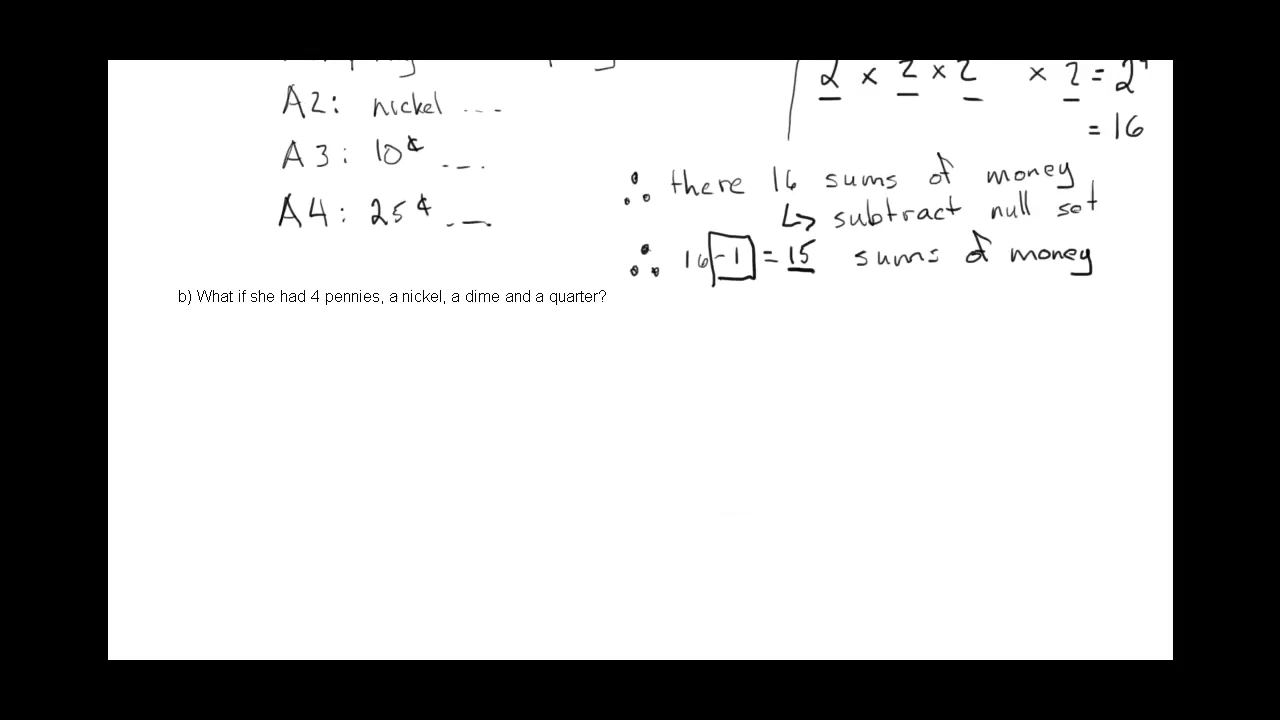 2 × 2 × 2 × 2 = 2⁴
A2: nickel ---
= 16
A3: 10¢ ---
∴ there 16 sums of money
A4: 25¢ ---
↳ subtract null set
∴ 16 - 1 = 15 sums of money
b) What if she had 4 pennies, a nickel, a dime and a quarter?